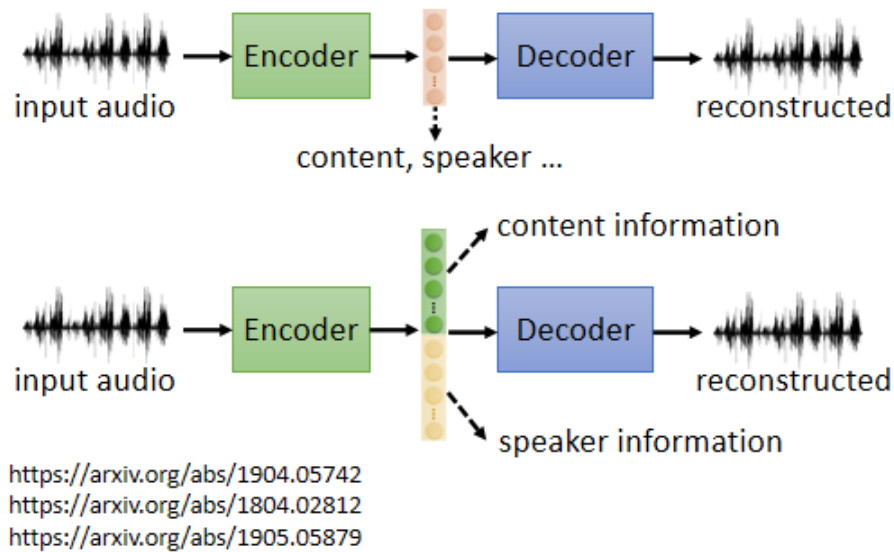 Encoder
Decoder
input audio
reconstructed
content, speaker ...
content information
Encoder
Decoder
input audio
reconstructed
speaker information
https://arxiv.org/abs/1904.05742
https://arxiv.org/abs/1804.02812
https://arxiv.org/abs/1905.05879